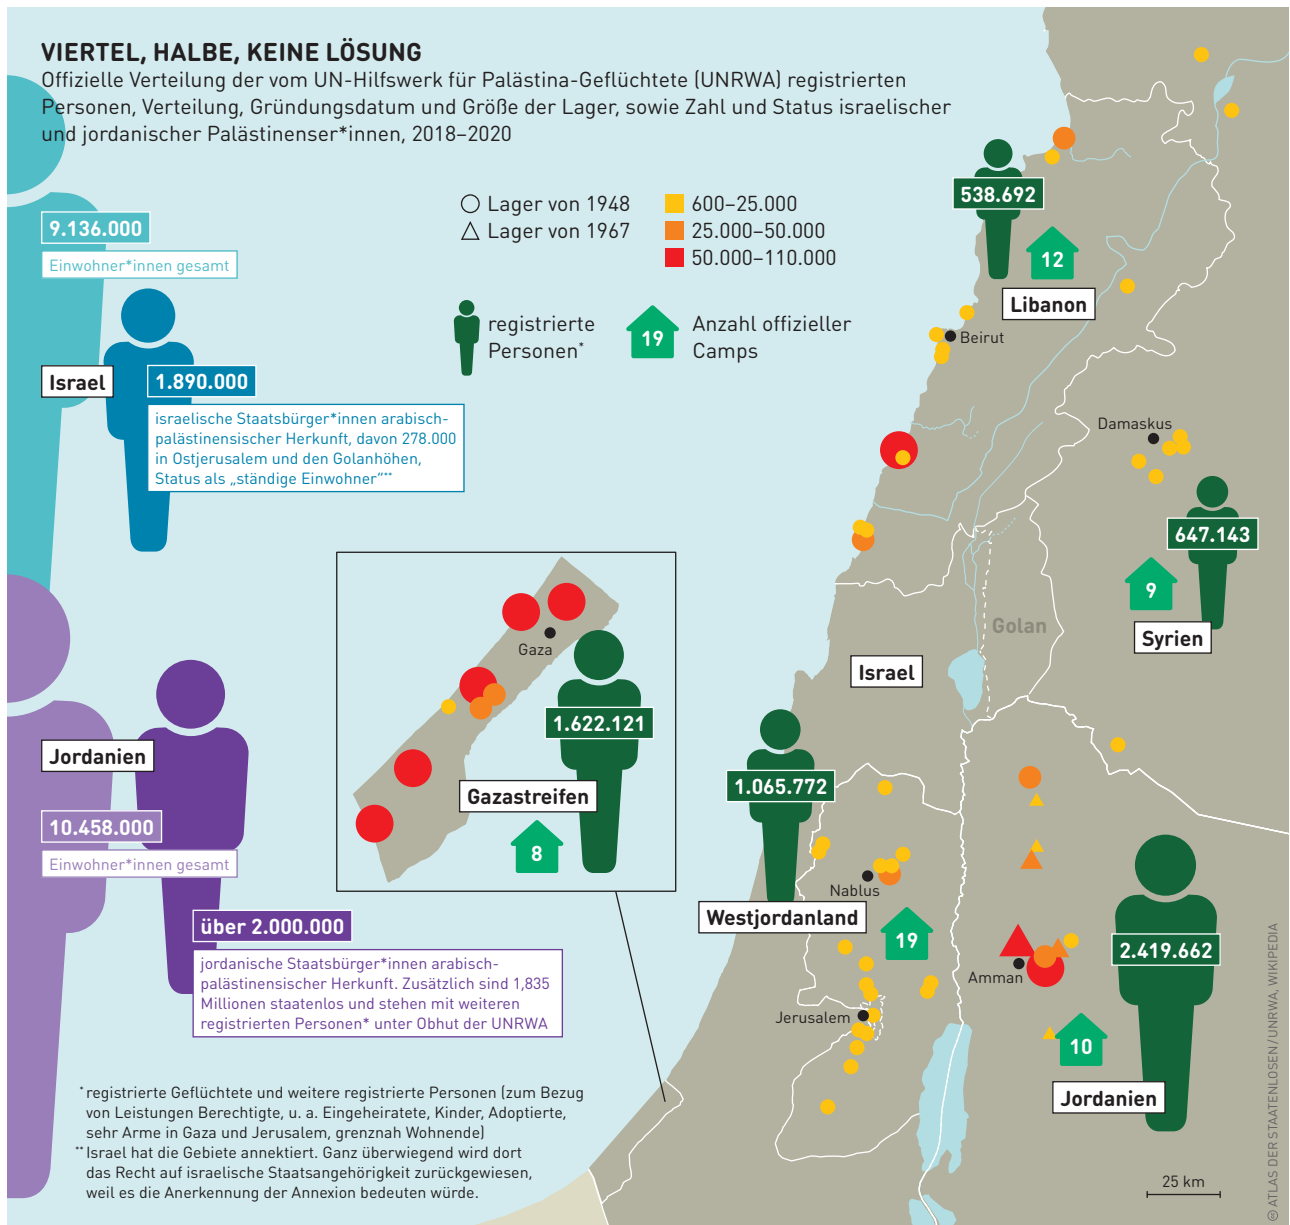 VIERTEL, HALBE, KEINE LÖSUNG
Offizielle Verteilung der vom UN-Hilfswerk für Palästina-Geflüchtete (UNRWA) registrierten
Personen, Verteilung, Gründungsdatum und Größe der Lager, sowie Zahl und Status israelischer
und jordanischer Palästinenser*innen, 2018–2020
Lager von 1948
Lager von 1967
600–25.000
25.000–50.000
50.000–110.000
registrierte
Personen*
19
Anzahl offizieller
Camps
9.136.000
Einwohner*innen gesamt
Israel
1.890.000
israelische Staatsbürger*innen arabisch-
palästinensischer Herkunft, davon 278.000
in Ostjerusalem und den Golanhöhen,
Status als „ständige Einwohner“**
Jordanien
10.458.000
Einwohner*innen gesamt
über 2.000.000
jordanische Staatsbürger*innen arabisch-
palästinensischer Herkunft. Zusätzlich sind 1,835
Millionen staatenlos und stehen mit weiteren
registrierten Personen* unter Obhut der UNRWA
Gaza
1.622.121
Gazastreifen
8
538.692
12
Libanon
Beirut
Damaskus
647.143
9
Syrien
Golan
Israel
1.065.772
Nablus
Westjordanland
19
Jerusalem
Amman
2.419.662
10
Jordanien
25 km
* registrierte Geflüchtete und weitere registrierte Personen (zum Bezug
von Leistungen Berechtigte, u. a. Eingeheiratete, Kinder, Adoptierte,
sehr Arme in Gaza und Jerusalem, grenznah Wohnende)
** Israel hat die Gebiete annektiert. Ganz überwiegend wird dort
das Recht auf israelische Staatsangehörigkeit zurückgewiesen,
weil es die Anerkennung der Annexion bedeuten würde.
ATLAS DER STAATENLOSEN / UNRWA, WIKIPEDIA